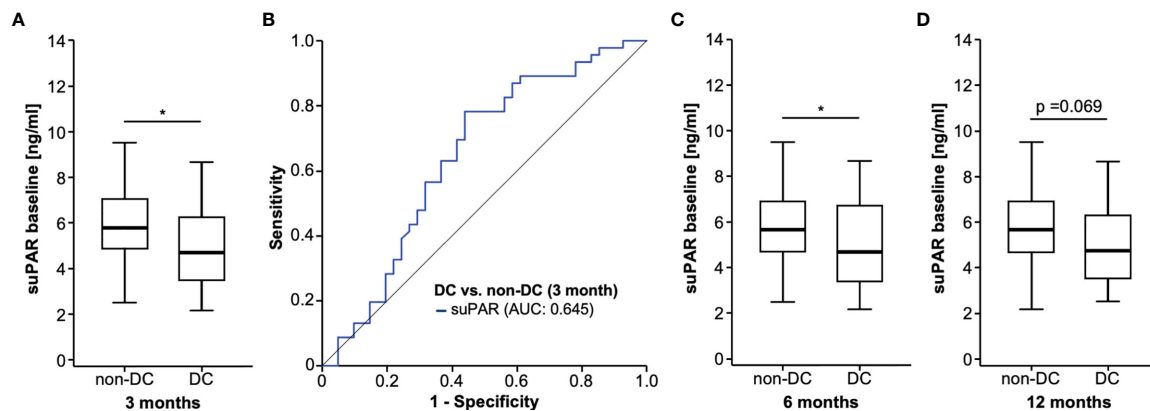 A
suPAR baseline [ng/ml]
14
12
10
8
6
4
2
0
*
non-DC DC
3 months
B
Sensitivity
1.0
0.8
0.6
0.4
0.2
0
DC vs. non-DC (3 month)
suPAR (AUC: 0.645)
0 0.2 0.4 0.6 0.8 1.0
1 - Specificity
C
suPAR baseline [ng/ml]
14
12
10
8
6
4
2
0
*
non-DC DC
6 months
D
suPAR baseline [ng/ml]
14
12
10
8
6
4
2
0
p =0.069
non-DC DC
12 months